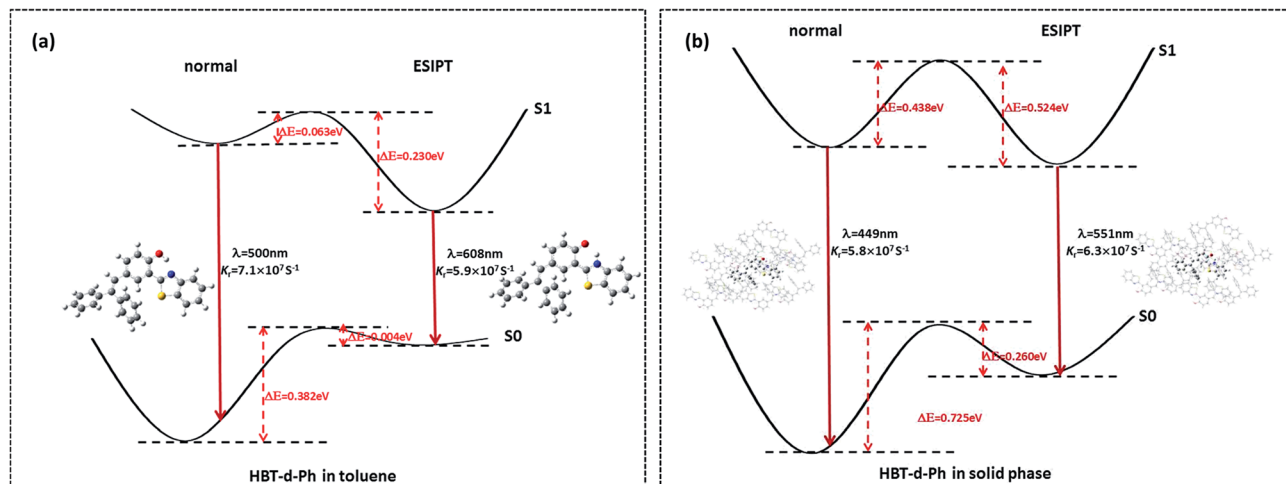 (a)
normal
ESIPT
S1
ΔE=0.063eV
ΔE=0.230eV
λ=500nm
Kr=7.1×10⁷S⁻¹
λ=608nm
Kr=5.9×10⁷S⁻¹
S0
ΔE=0.004eV
ΔE=0.382eV
HBT-d-Ph in toluene
(b)
normal
ESIPT
S1
ΔE=0.438eV
ΔE=0.524eV
λ=449nm
Kr=5.8×10⁷S⁻¹
λ=551nm
Kr=6.3×10⁷S⁻¹
S0
ΔE=0.260eV
ΔE=0.725eV
HBT-d-Ph in solid phase